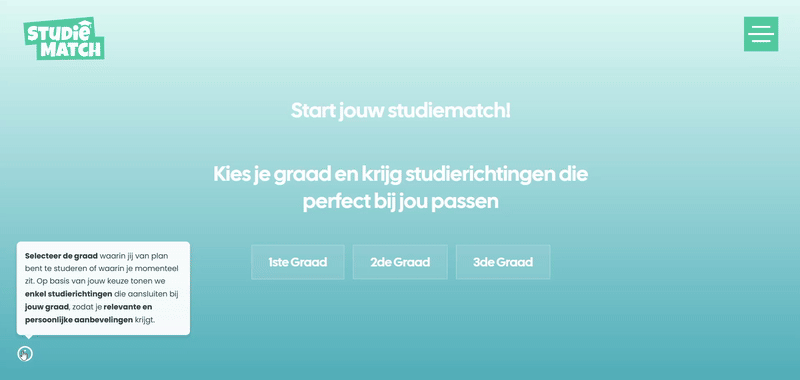 STUDIE
MATCH
Start jouw studiematch!
Kies je graad en krijg studierichtingen die
perfect bij jou passen
1ste Graad
2de Graad
3de Graad
Selecteer de graad waarin jij van plan
bent te studeren of waarin je momenteel
zit. Op basis van jouw keuze tonen we
enkel studierichtingen die aansluiten bij
jouw graad, zodat je relevante en
persoonlijke aanbevelingen krijgt.